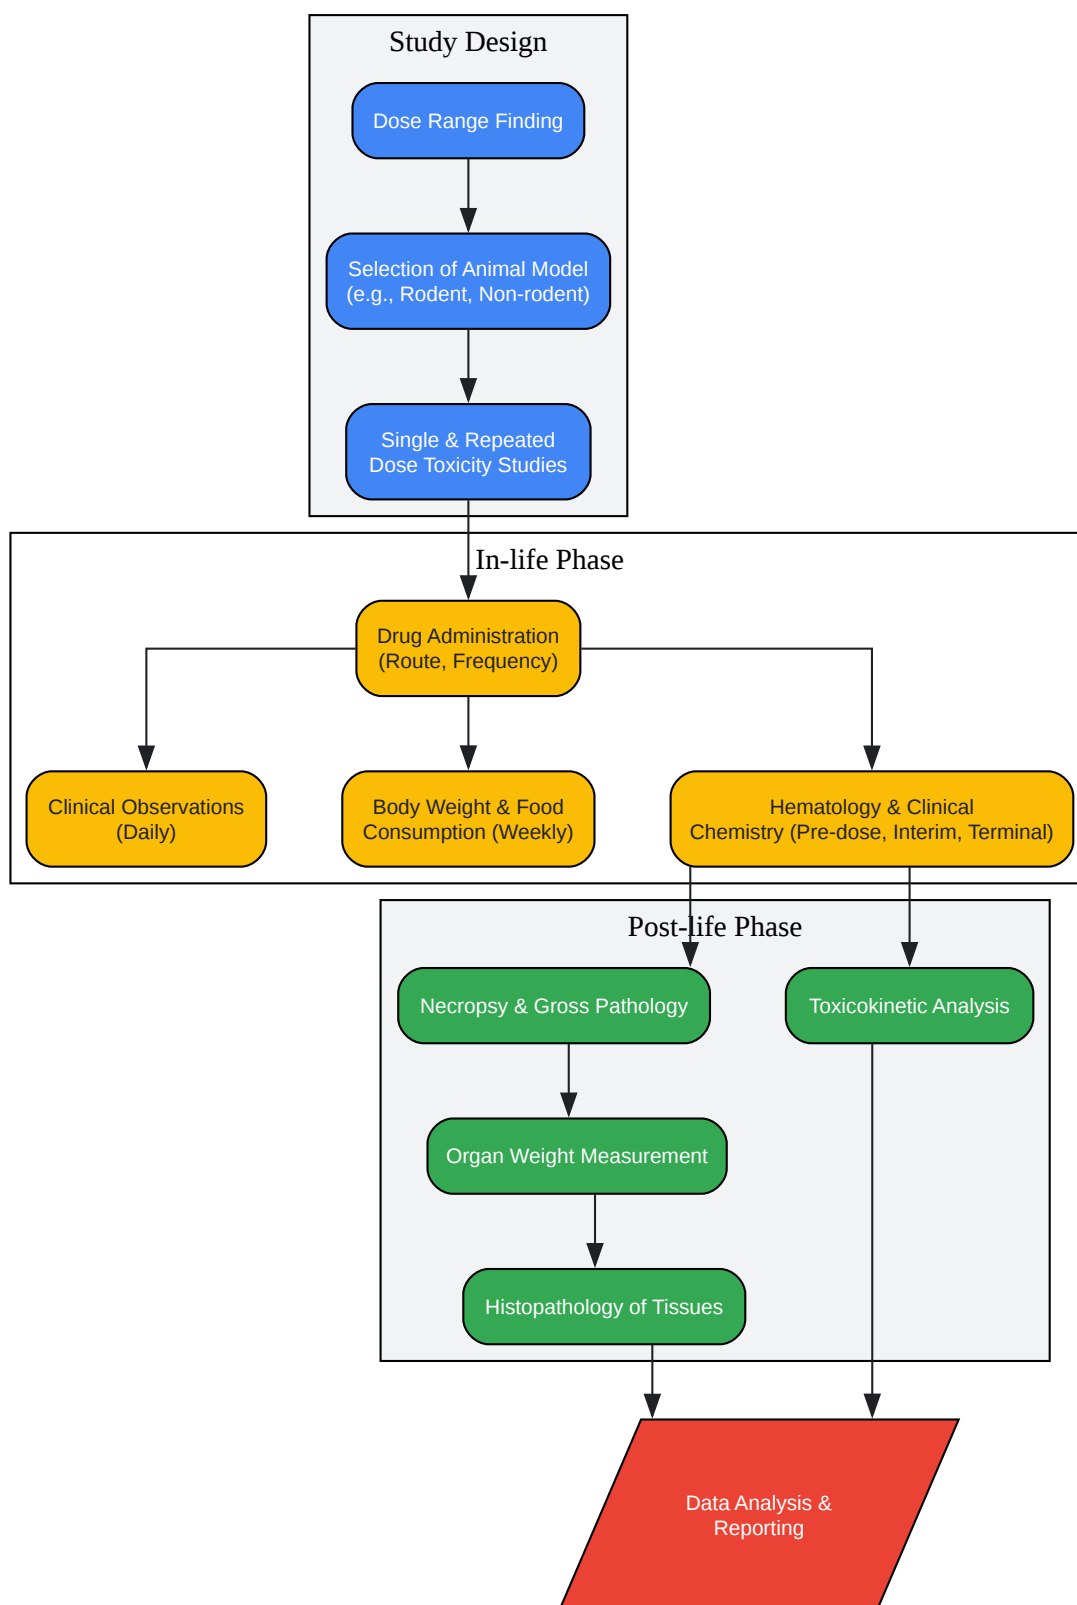 Study Design
Dose Range Finding
Selection of Animal Model
(e.g., Rodent, Non-rodent)
Single & Repeated
Dose Toxicity Studies
In-life Phase
Drug Administration
(Route, Frequency)
Clinical Observations
(Daily)
Body Weight & Food
Consumption (Weekly)
Hematology & Clinical
Chemistry (Pre-dose, Interim, Terminal)
Post-life Phase
Necropsy & Gross Pathology
Toxicokinetic Analysis
Organ Weight Measurement
Histopathology of Tissues
Data Analysis &
Reporting